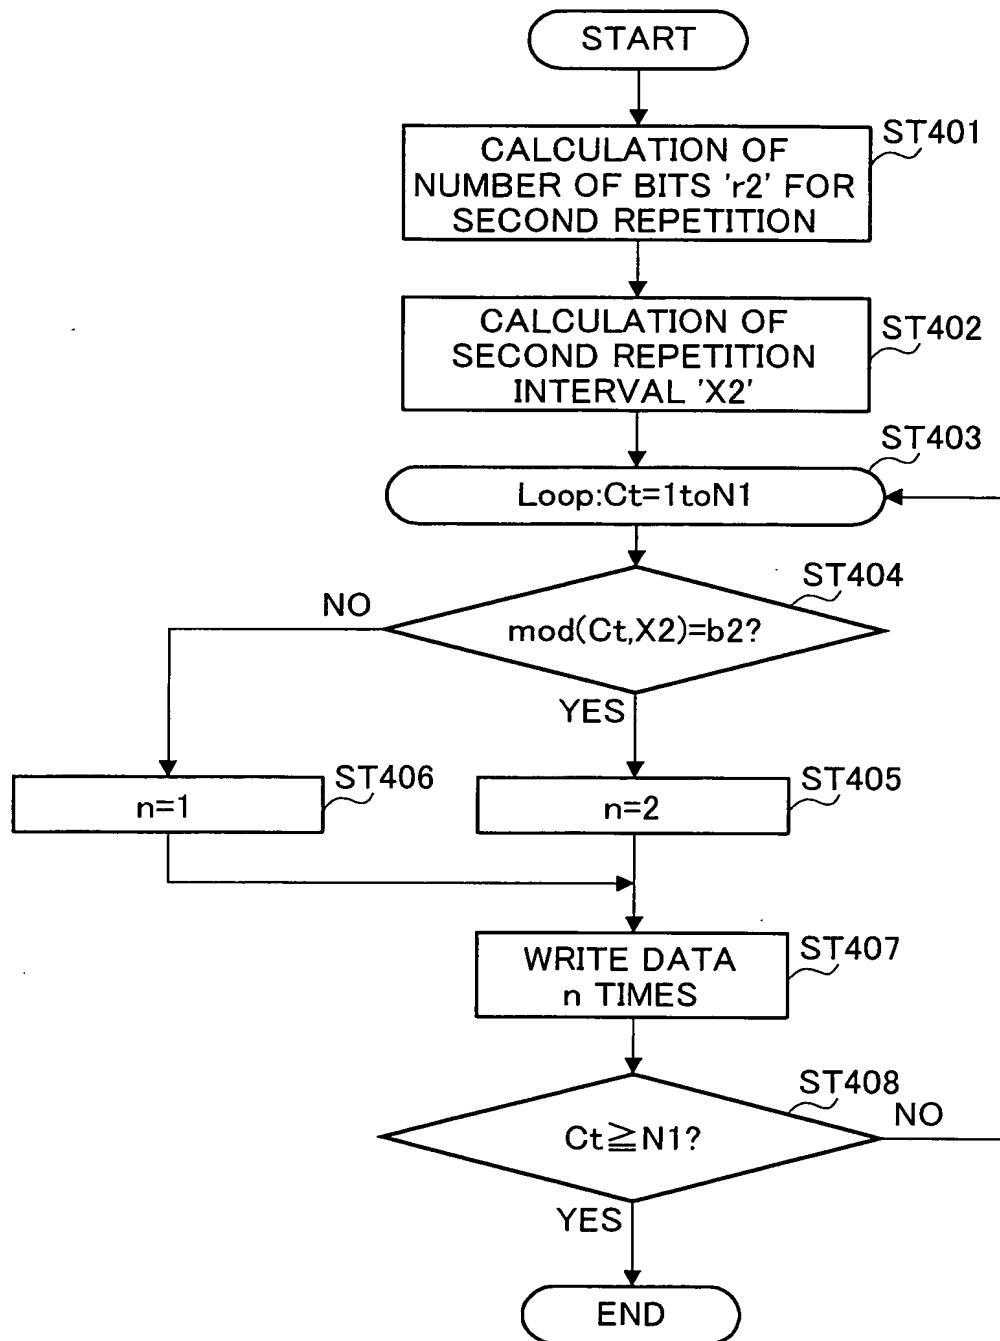 START
ST401
CALCULATION OF
NUMBER OF BITS 'r2' FOR
SECOND REPETITION
ST402
CALCULATION OF
SECOND REPETITION
INTERVAL 'X2'
ST403
Loop:Ct=1toN1
ST404
NO
mod(Ct,X2)=b2?
YES
ST406
n=1
ST405
n=2
ST407
WRITE DATA
n TIMES
ST408
NO
Ct≧N1?
YES
END